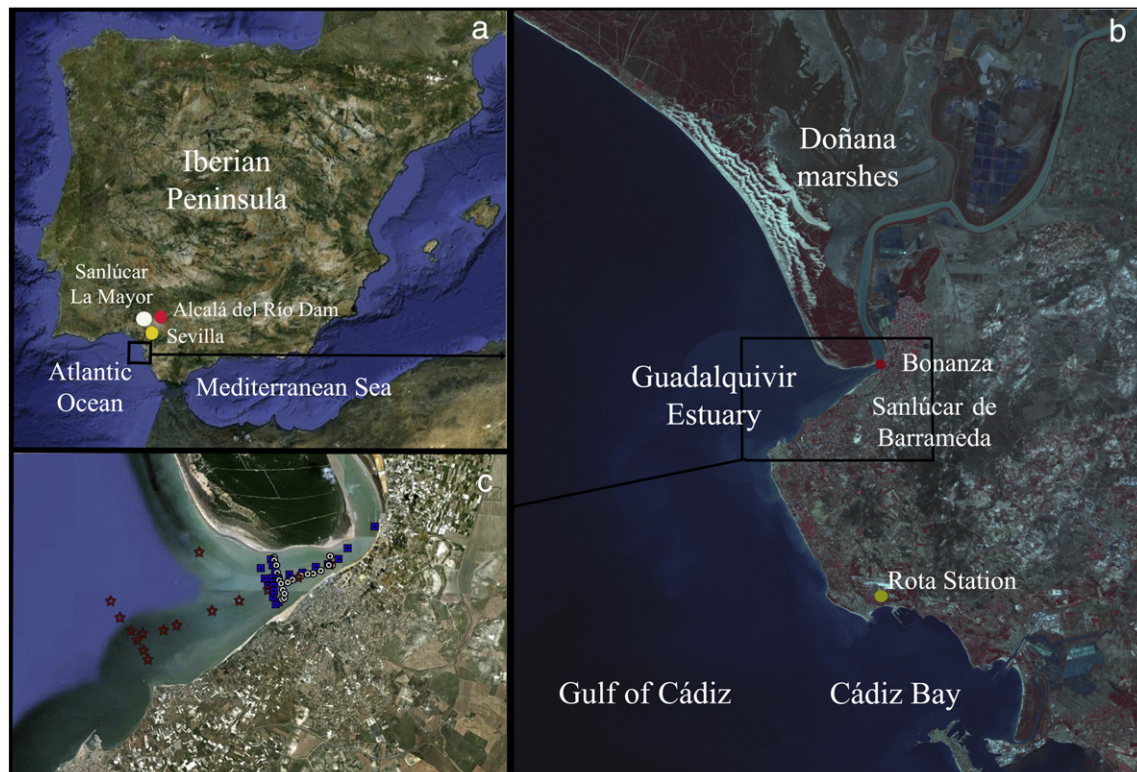 a
Iberian
Peninsula
Sanlúcar
La Mayor
Alcalá del Río Dam
Sevilla
Atlantic
Ocean
Mediterranean Sea
b
Doñana
marshes
Guadalquivir
Estuary
Bonanza
Sanlúcar de
Barrameda
Rota Station
Gulf of Cádiz
Cádiz Bay
c